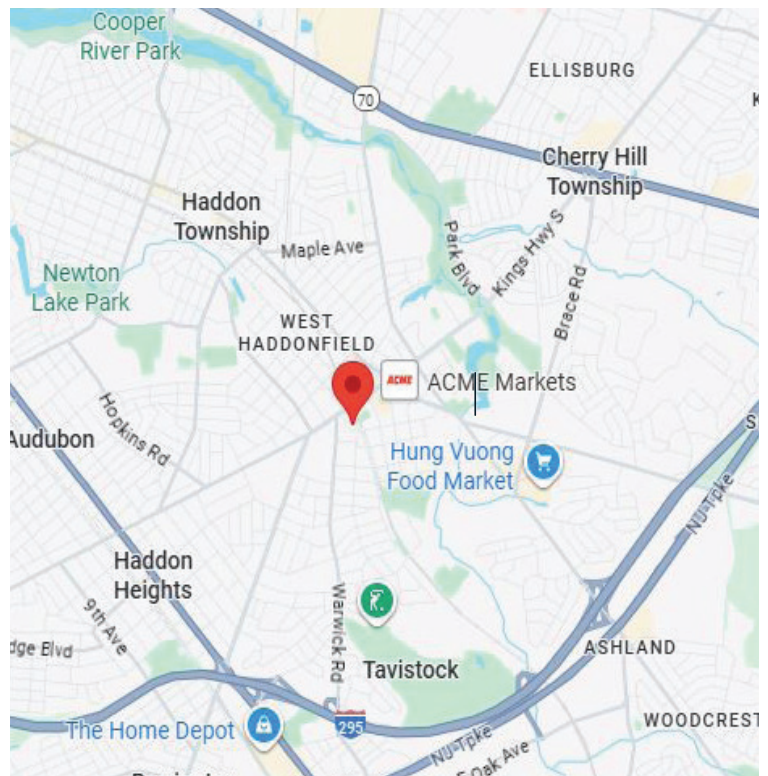 Cooper
River Park
ELLISBURG
70
Cherry Hill
Township
Haddon
Township
Maple Ave
Park Blvd
Kings Hwy S
Newton
Lake Park
Brace Rd
WEST
HADDONFIELD
ACME
ACME Markets
Hopkins Rd
Audubon
Hung Vuong
Food Market
NJ-Tpke
Haddon
Heights
9th Ave
Warwick Rd
dge Blvd
ASHLAND
Tavistock
295
The Home Depot
WOODCREST
NJ-Tpke
Oak Ave